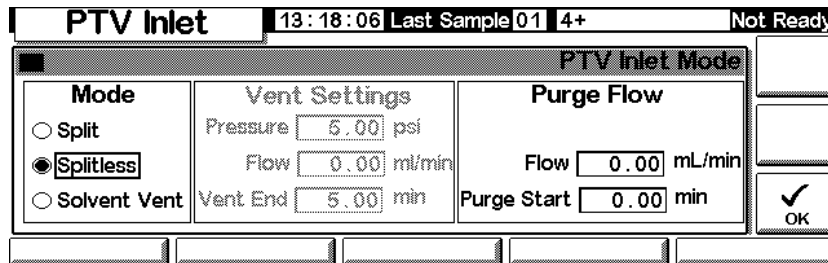 PTV Inlet 13:18:06 Last Sample 01 4+ Not Ready
PTV Inlet Mode
Mode
Split
Splitless
Solvent Vent
Vent Settings
Pressure 5.00 psi
Flow 0.00 ml/min
Vent End 5.00 min
Purge Flow
Flow 0.00 mL/min
Purge Start 0.00 min
OK